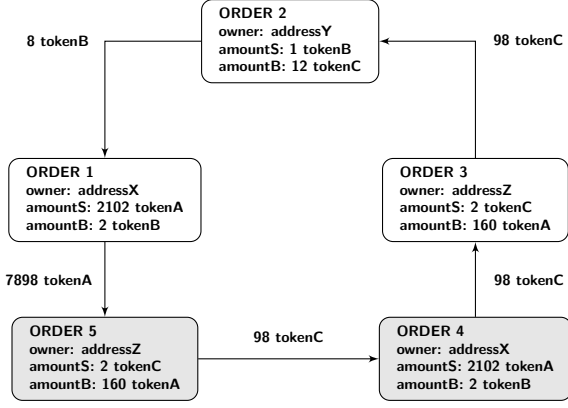 ORDER 2
owner: addressY
amountS: 1 tokenB
amountB: 12 tokenC
8 tokenB
98 tokenC
ORDER 1
owner: addressX
amountS: 2102 tokenA
amountB: 2 tokenB
ORDER 3
owner: addressZ
amountS: 2 tokenC
amountB: 160 tokenA
7898 tokenA
98 tokenC
ORDER 5
owner: addressZ
amountS: 2 tokenC
amountB: 160 tokenA
98 tokenC
ORDER 4
owner: addressX
amountS: 2102 tokenA
amountB: 2 tokenB